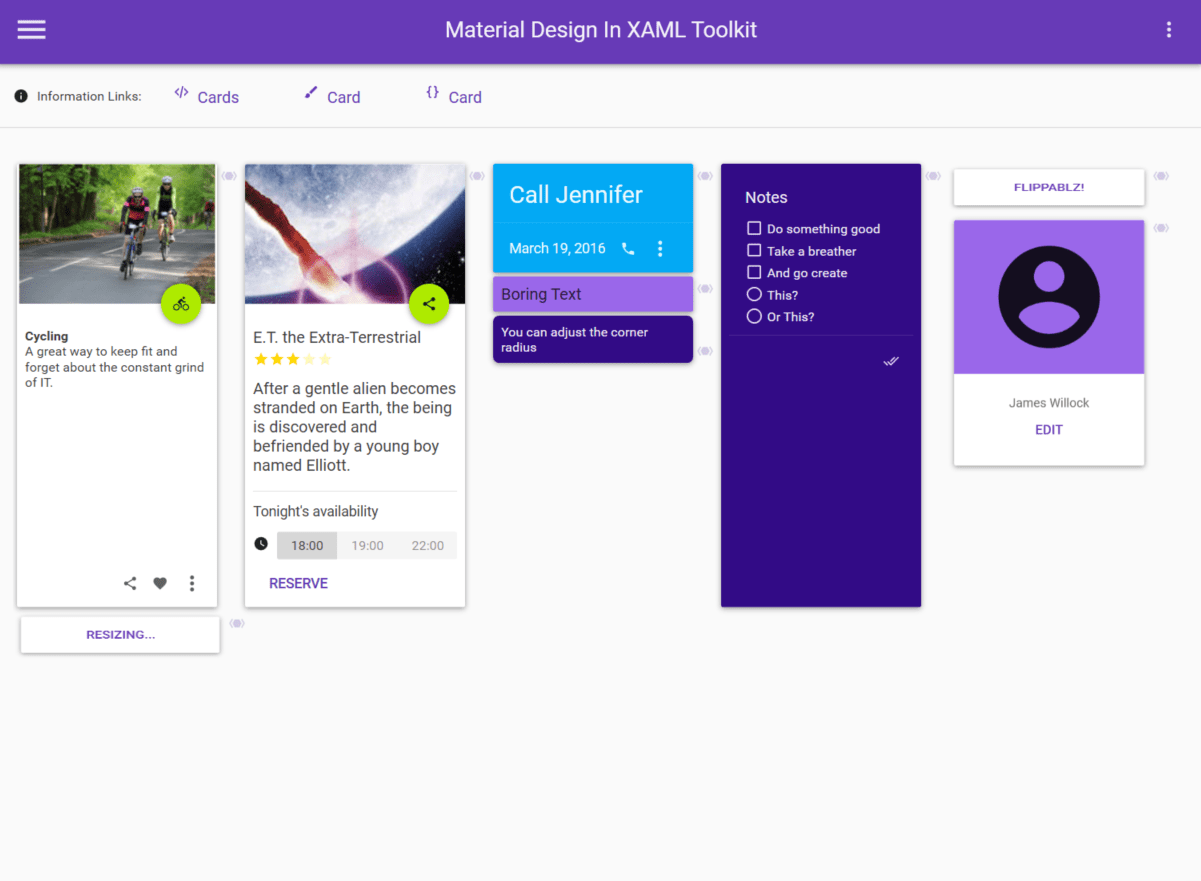 Material Design In XAML Toolkit
Information Links:
Cards
Card
Card
Cycling
A great way to keep fit and
forget about the constant grind
of IT.
RESIZING...
E.T. the Extra-Terrestrial
After a gentle alien becomes
stranded on Earth, the being
is discovered and
befriended by a young boy
named Elliott.
Tonight's availability
18:00 19:00 22:00
RESERVE
Call Jennifer
March 19, 2016
Boring Text
You can adjust the corner
radius
Notes
Do something good
Take a breather
And go create
This?
Or This?
FLIPPABLZ!
James Willock
EDIT